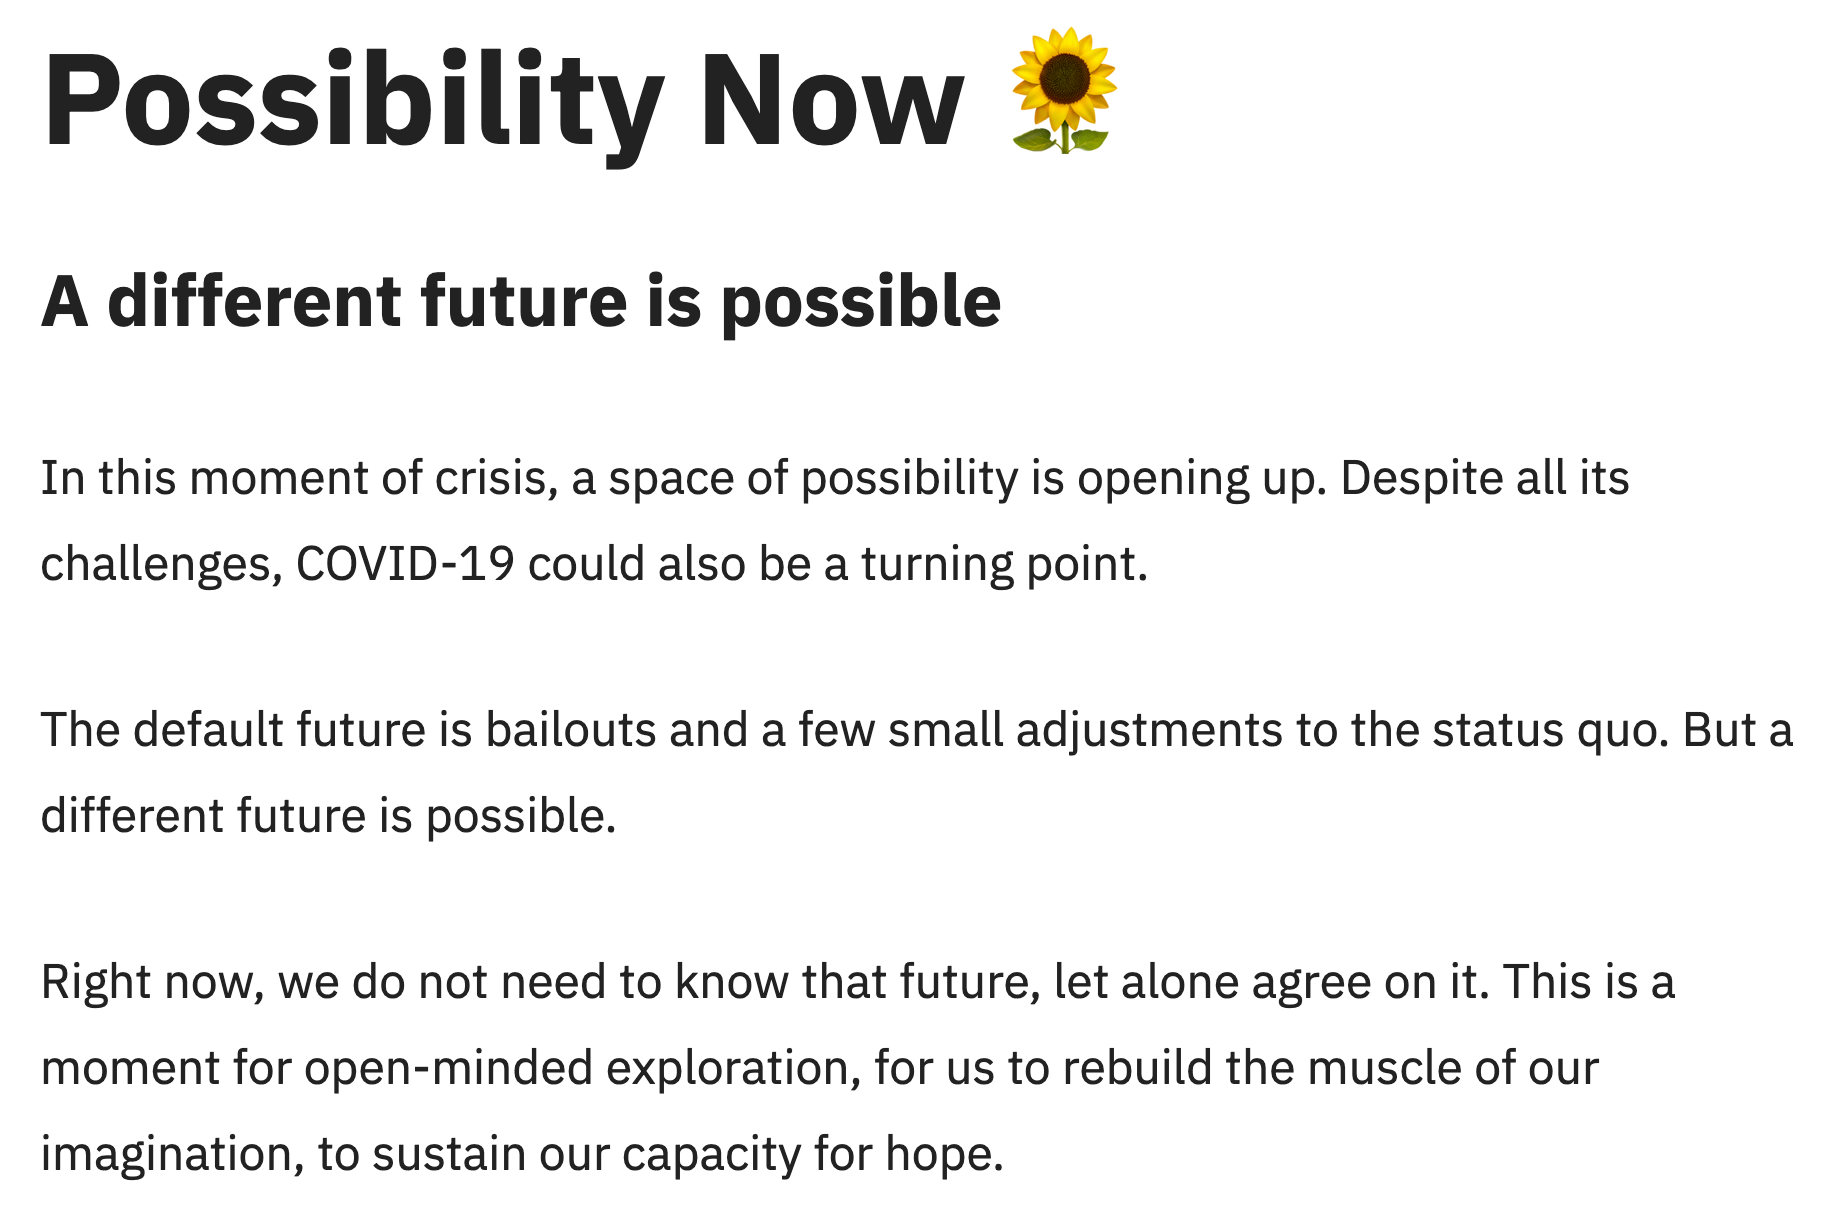 Possibility Now 🌻
A different future is possible
In this moment of crisis, a space of possibility is opening up. Despite all its
challenges, COVID-19 could also be a turning point.
The default future is bailouts and a few small adjustments to the status quo. But a
different future is possible.
Right now, we do not need to know that future, let alone agree on it. This is a
moment for open-minded exploration, for us to rebuild the muscle of our
imagination, to sustain our capacity for hope.